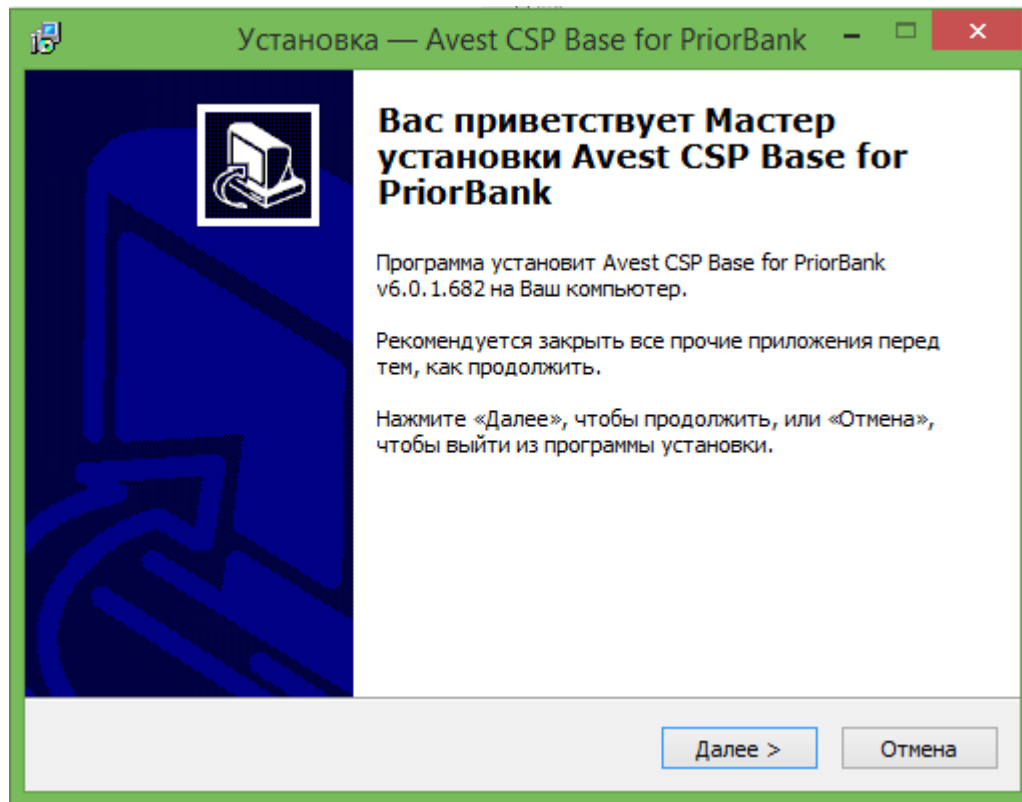 Установка — Avest CSP Base for PriorBank
Вас приветствует Мастер
установки Avest CSP Base for
PriorBank
Программа установит Avest CSP Base for PriorBank
v6.0.1.682 на Ваш компьютер.
Рекомендуется закрыть все прочие приложения перед
тем, как продолжить.
Нажмите «Далее», чтобы продолжить, или «Отмена»,
чтобы выйти из программы установки.
Далее >
Отмена